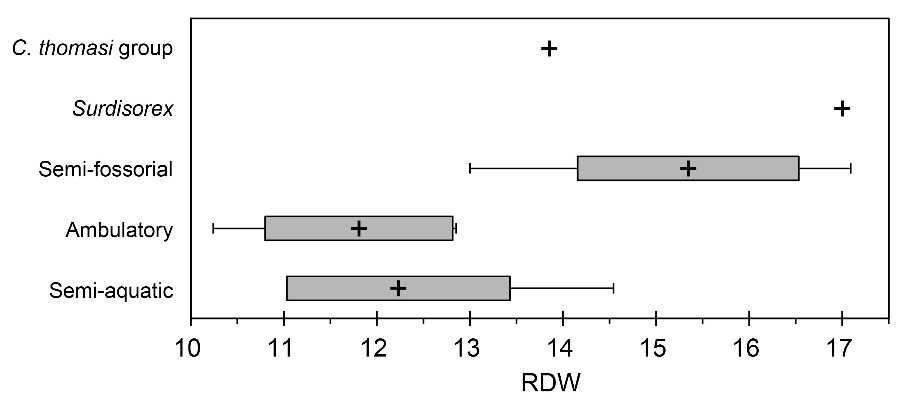 C. thomasi group
Surdisorex
Semi-fossorial
Ambulatory
Semi-aquatic
10 11 12 13 14 15 16 17
RDW